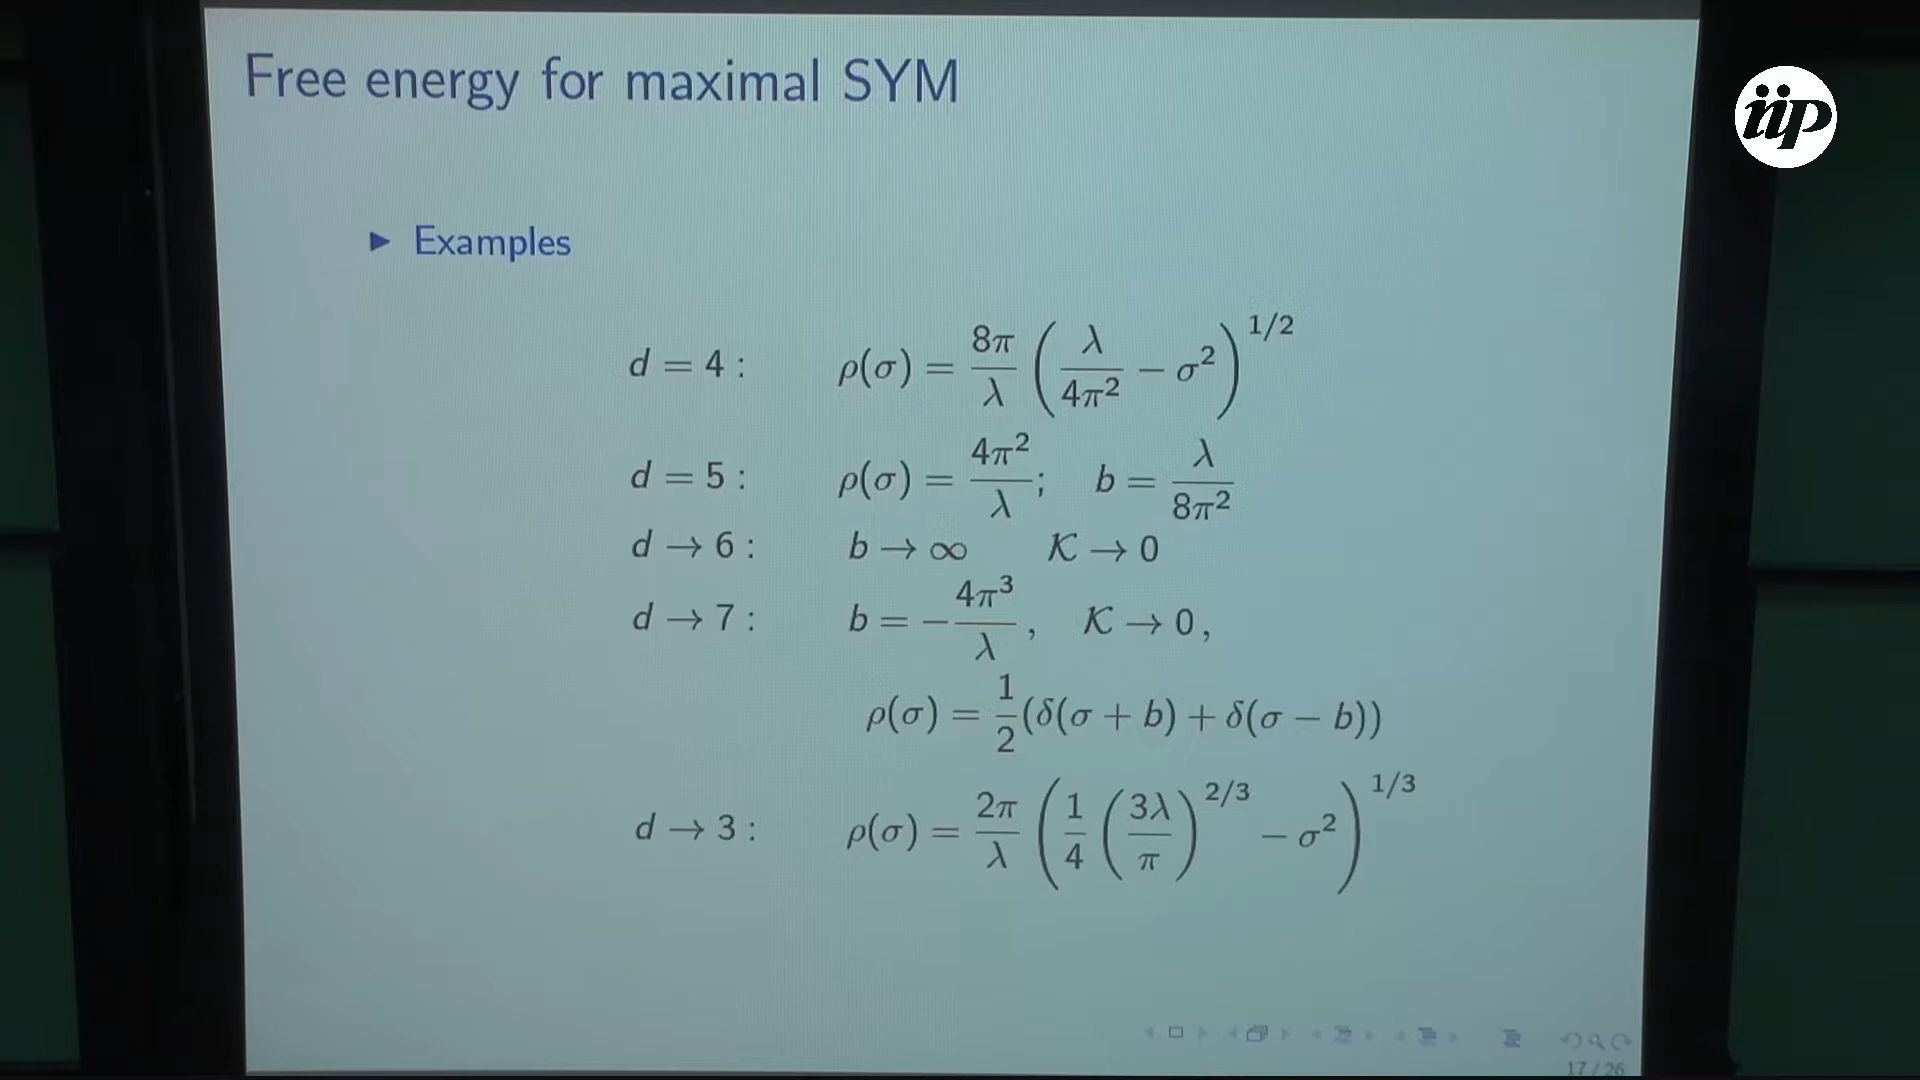 Free energy for maximal SYM
iip
▶ Examples
d = 4 : ρ(σ) = 8π/λ (λ/4π² − σ²)^{1/2}
d = 5 : ρ(σ) = 4π²/λ ; b = λ/8π²
d → 6 : b → ∞ 𝒦 → 0
d → 7 : b = − 4π³/λ , 𝒦 → 0 ,
ρ(σ) = 1/2 (δ(σ + b) + δ(σ − b))
d → 3 : ρ(σ) = 2π/λ (1/4 (3λ/π)^{2/3} − σ²)^{1/3}
17 / 26